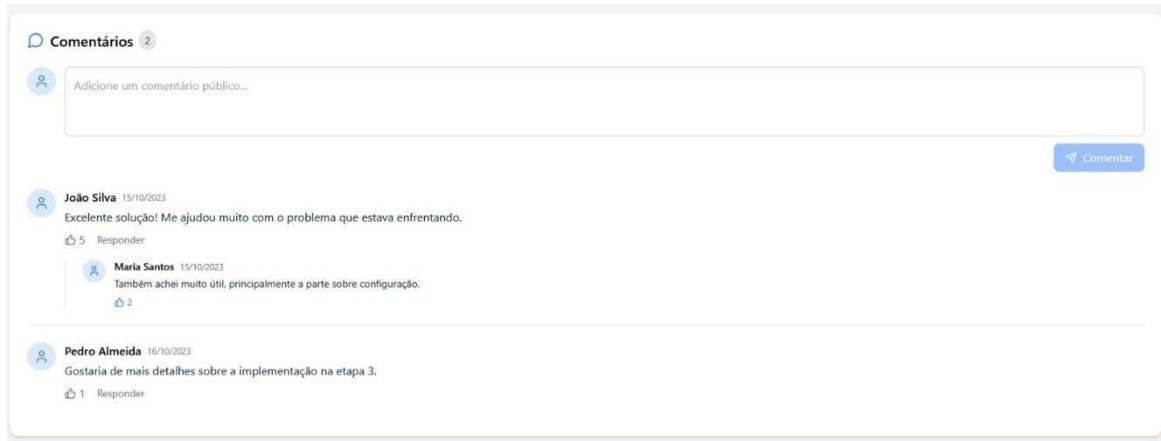 Comentários 2
Adicione um comentário público...
Comentar
João Silva 15/10/2023
Excelente solução! Me ajudou muito com o problema que estava enfrentando.
5 Responder
Maria Santos 15/10/2023
Também achei muito útil, principalmente a parte sobre configuração.
2
Pedro Almeida 16/10/2023
Gostaria de mais detalhes sobre a implementação na etapa 3.
1 Responder